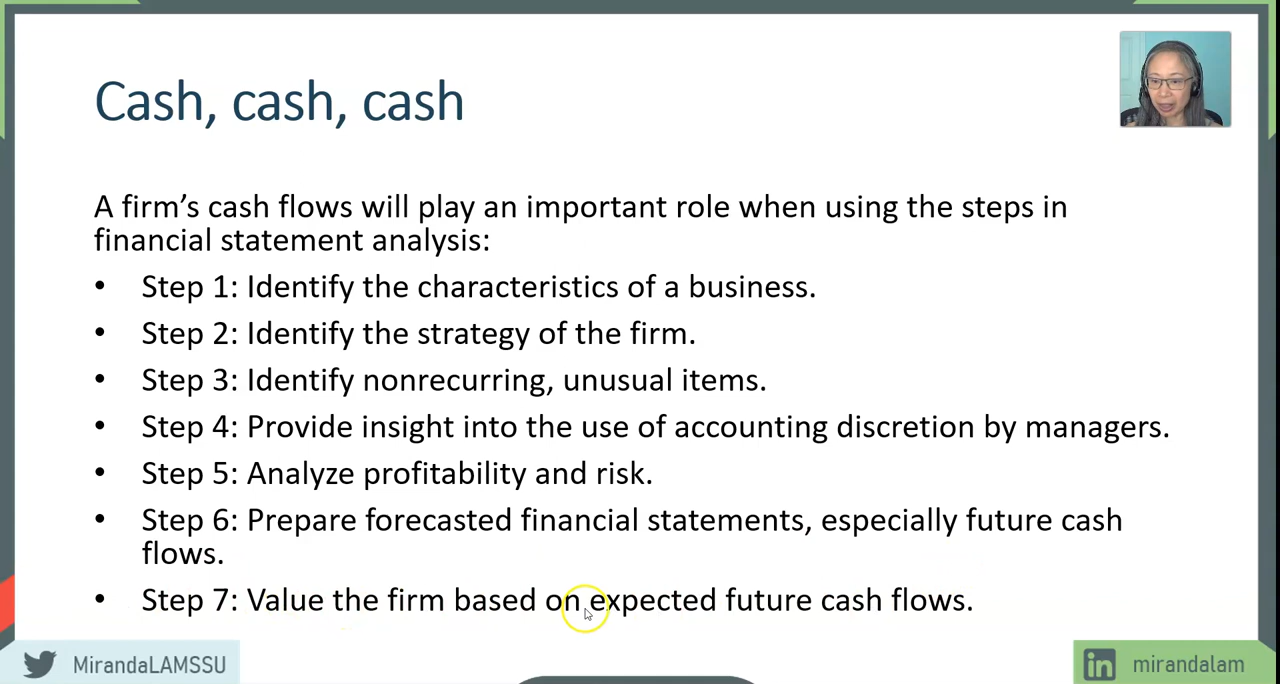 Cash, cash, cash
A firm’s cash flows will play an important role when using the steps in
financial statement analysis:
• Step 1: Identify the characteristics of a business.
• Step 2: Identify the strategy of the firm.
• Step 3: Identify nonrecurring, unusual items.
• Step 4: Provide insight into the use of accounting discretion by managers.
• Step 5: Analyze profitability and risk.
• Step 6: Prepare forecasted financial statements, especially future cash
flows.
• Step 7: Value the firm based on expected future cash flows.
MirandaLAMSSU
in mirandalam